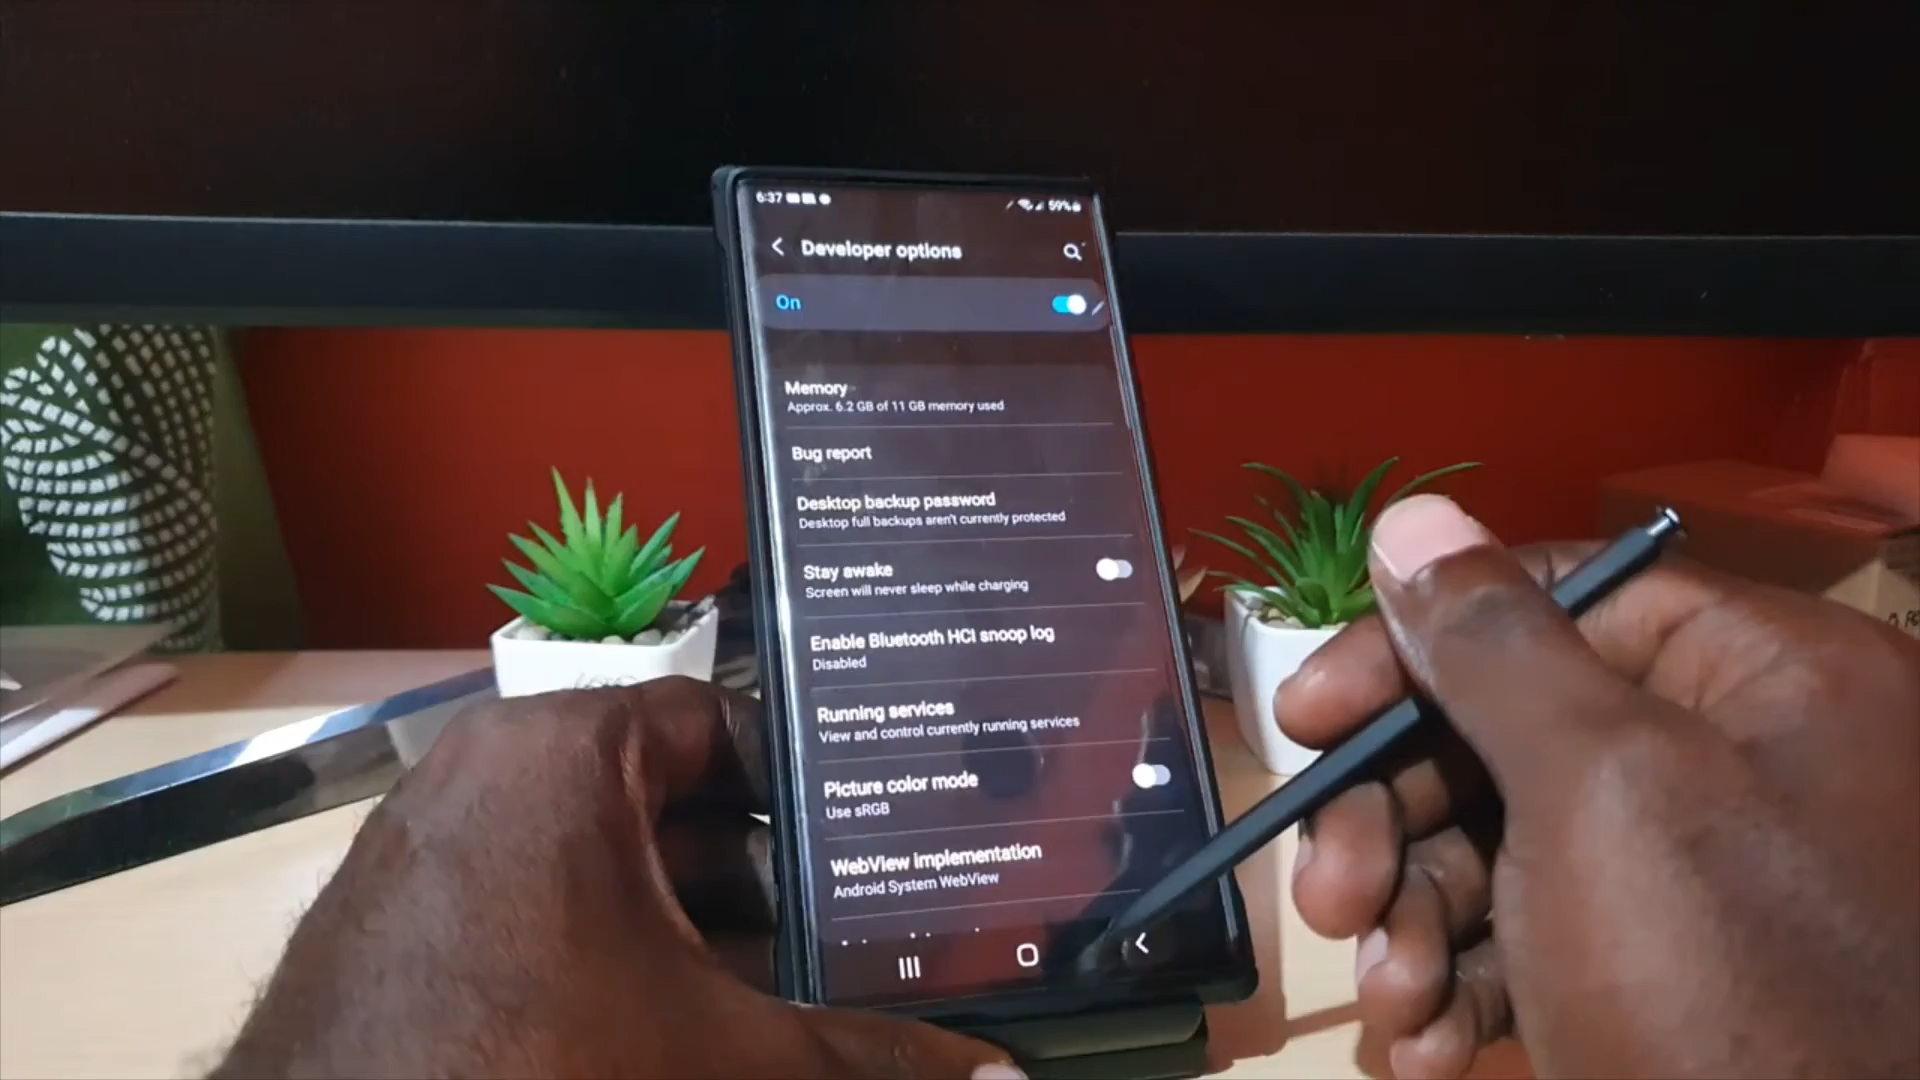 6:37
59%
Developer options
On
Memory
Approx. 6.2 GB of 11 GB memory used
Bug report
Desktop backup password
Desktop full backups aren't currently protected
Stay awake
Screen will never sleep while charging
Enable Bluetooth HCI snoop log
Disabled
Running services
View and control currently running services
Picture color mode
Use sRGB
WebView implementation
Android System WebView